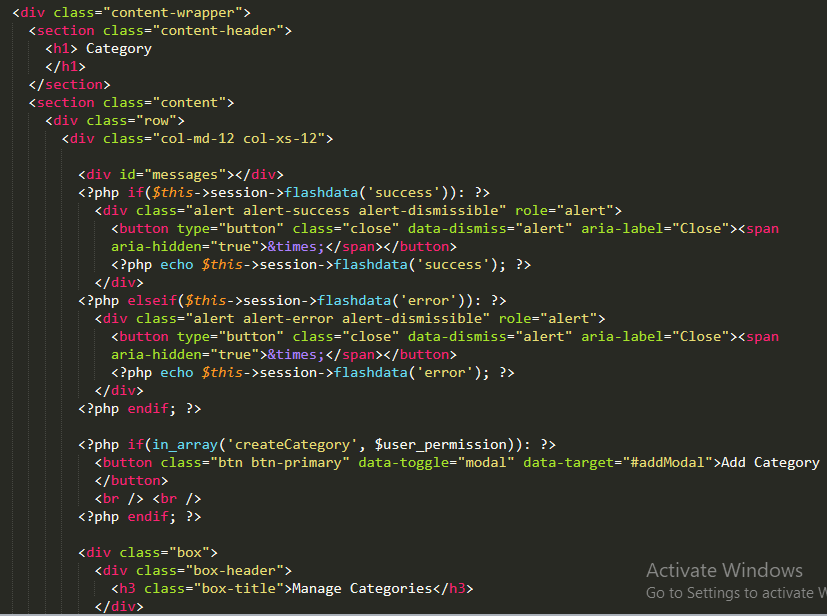 <div class="content-wrapper">
<section class="content-header">
<h1> Category
</h1>
</section>
<section class="content">
<div class="row">
<div class="col-md-12 col-xs-12">
<div id="messages"></div>
<?php if($this->session->flashdata('success')): ?>
<div class="alert alert-success alert-dismissible" role="alert">
<button type="button" class="close" data-dismiss="alert" aria-label="Close"><span
aria-hidden="true">&times;</span></button>
<?php echo $this->session->flashdata('success'); ?>
</div>
<?php elseif($this->session->flashdata('error')): ?>
<div class="alert alert-error alert-dismissible" role="alert">
<button type="button" class="close" data-dismiss="alert" aria-label="Close"><span
aria-hidden="true">&times;</span></button>
<?php echo $this->session->flashdata('error'); ?>
</div>
<?php endif; ?>
<?php if(in_array('createCategory', $user_permission)): ?>
<button class="btn btn-primary" data-toggle="modal" data-target="#addModal">Add Category
</button>
<br /> <br />
<?php endif; ?>
<div class="box">
<div class="box-header">
<h3 class="box-title">Manage Categories</h3>
</div>
Activate Windows
Go to Settings to activate W